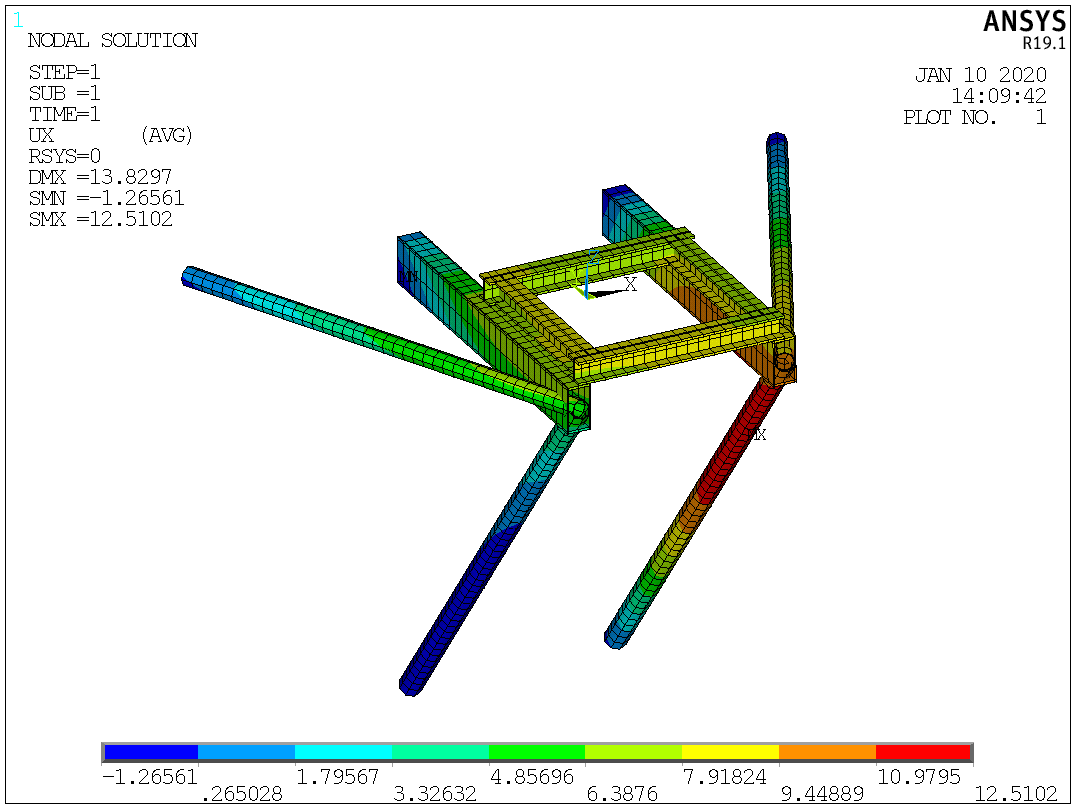 1
NODAL SOLUTION
STEP=1
SUB =1
TIME=1
UX (AVG)
RSYS=0
DMX =13.8297
SMN =-1.26561
SMX =12.5102
ANSYS
R19.1
JAN 10 2020
14:09:42
PLOT NO. 1
MN
Z
X
MX
-1.26561 1.79567 4.85696 7.91824 10.9795
.265028 3.32632 6.3876 9.44889 12.5102